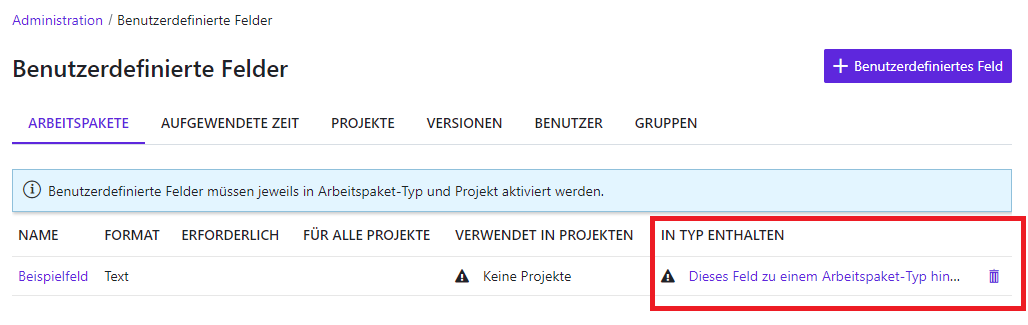 Administration / Benutzerdefinierte Felder
Benutzerdefinierte Felder
Benutzerdefiniertes Feld
ARBEITSPAKETE AUFGEWENDETE ZEIT PROJEKTE VERSIONEN BENUTZER GRUPPEN
Benutzerdefinierte Felder müssen jeweils in Arbeitspaket-Typ und Projekt aktiviert werden.
NAME FORMAT ERFORDERLICH FÜR ALLE PROJEKTE VERWENDET IN PROJEKTEN IN TYP ENTHALTEN
Beispielfeld Text Keine Projekte Dieses Feld zu einem Arbeitspaket-Typ hin...